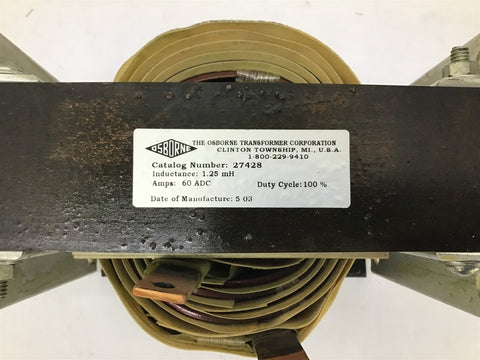 OSBORNE
THE OSBORNE TRANSFORMER CORPORATION
CLINTON TOWNSHIP, MI., U.S.A.
1-800-229-9410
Catalog Number: 27428
Inductance: 1.25 mH
Amps: 60 ADC Duty Cycle: 100 %
Date of Manufacture: 5-03